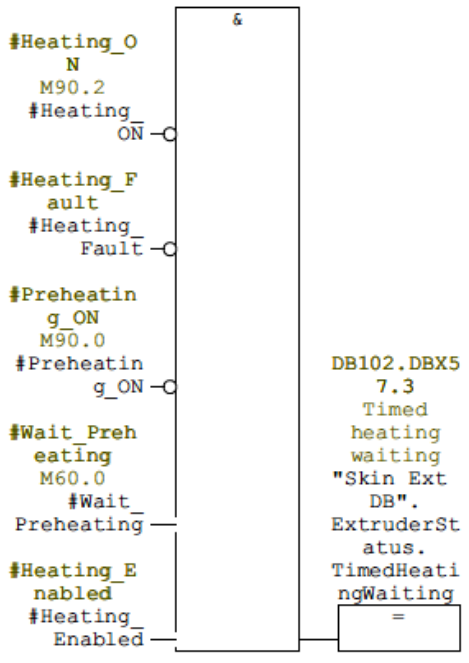 &
#Heating_O
N
M90.2
#Heating_
ON
#Heating_F
ault
#Heating_
Fault
#Preheatin
g_ON
M90.0
#Preheatin
g_ON
#Wait_Preh
eating
M60.0
#Wait_
Preheating
#Heating_E
nabled
#Heating_
Enabled
DB102.DBX5
7.3
Timed
heating
waiting
"Skin Ext
DB".
ExtruderSt
atus.
TimedHeati
ngWaiting
=